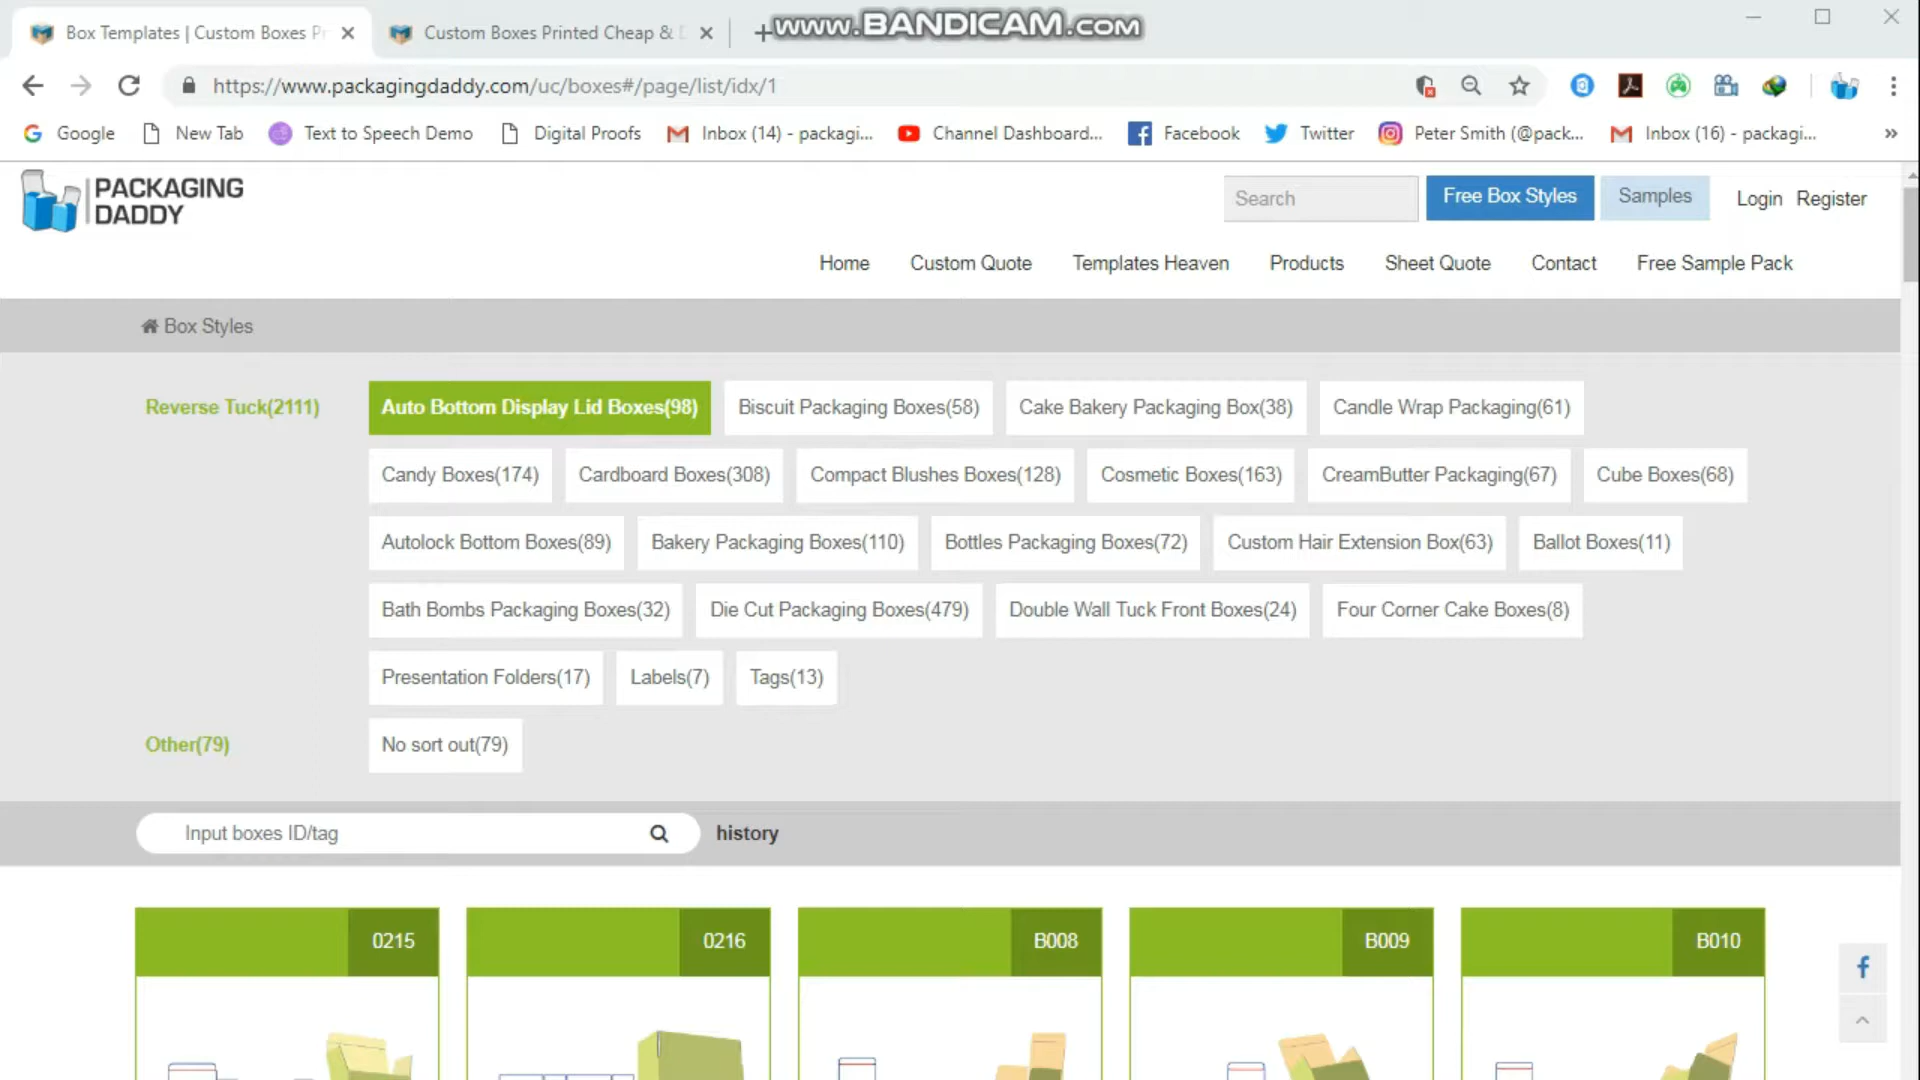 Box Templates | Custom Boxes Pr
Custom Boxes Printed Cheap & D
www.BANDICAM.com
https://www.packagingdaddy.com/uc/boxes#/page/list/idx/1
Google
New Tab
Text to Speech Demo
Digital Proofs
Inbox (14) - packagi...
Channel Dashboard...
Facebook
Twitter
Peter Smith (@pack...
Inbox (16) - packagi...
PACKAGING
DADDY
Search
Free Box Styles
Samples
Login
Register
Home
Custom Quote
Templates Heaven
Products
Sheet Quote
Contact
Free Sample Pack
Box Styles
Reverse Tuck(2111)
Auto Bottom Display Lid Boxes(98)
Biscuit Packaging Boxes(58)
Cake Bakery Packaging Box(38)
Candle Wrap Packaging(61)
Candy Boxes(174)
Cardboard Boxes(308)
Compact Blushes Boxes(128)
Cosmetic Boxes(163)
CreamButter Packaging(67)
Cube Boxes(68)
Autolock Bottom Boxes(89)
Bakery Packaging Boxes(110)
Bottles Packaging Boxes(72)
Custom Hair Extension Box(63)
Ballot Boxes(11)
Bath Bombs Packaging Boxes(32)
Die Cut Packaging Boxes(479)
Double Wall Tuck Front Boxes(24)
Four Corner Cake Boxes(8)
Presentation Folders(17)
Labels(7)
Tags(13)
Other(79)
No sort out(79)
Input boxes ID/tag
history
0215
0216
B008
B009
B010